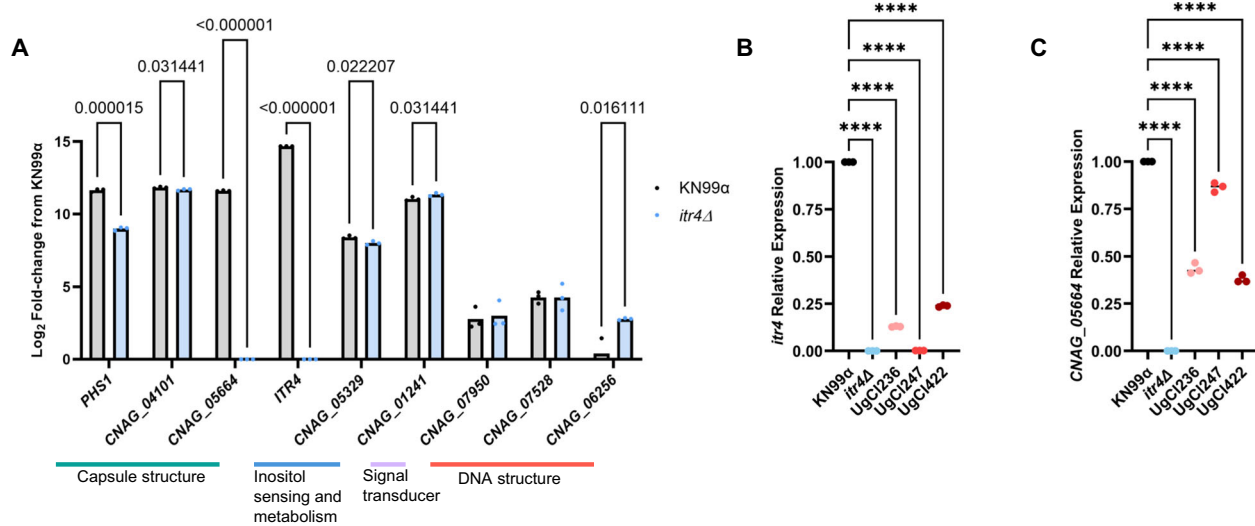 A
<0.000001
0.031441
0.022207
0.000015
<0.000001
0.031441
0.016111
Log2 Fold-change from KN99α
15
10
5
0
KN99α
itr4Δ
PHS1
CNAG_04101
CNAG_05664
ITR4
CNAG_05329
CNAG_01241
CNAG_07950
CNAG_07528
CNAG_06256
Capsule structure
Inositol
sensing and
metabolism
Signal
transducer
DNA structure
B
****
****
****
****
itr4 Relative Expression
1.00
0.75
0.50
0.25
0.00
KN99α
itr4Δ
UgCl236
UgCl247
UgCl422
C
****
****
****
****
CNAG_05664 Relative Expression
1.00
0.75
0.50
0.25
0.00
KN99α
itr4Δ
UgCl236
UgCl247
UgCl422